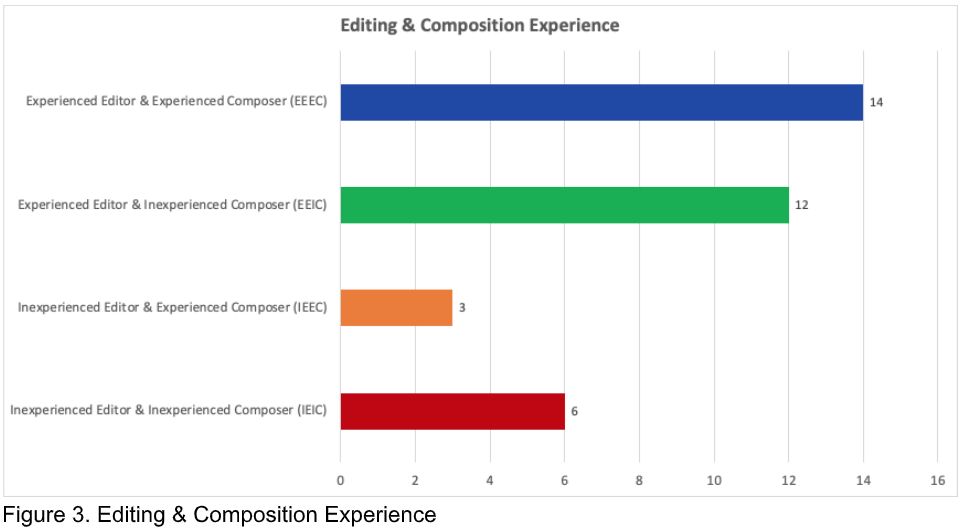 Editing & Composition Experience
Experienced Editor & Experienced Composer (EEEC)
14
Experienced Editor & Inexperienced Composer (EEIC)
12
Inexperienced Editor & Experienced Composer (IEEC)
3
Inexperienced Editor & Inexperienced Composer (IEIC)
6
0 2 4 6 8 10 12 14 16
Figure 3. Editing & Composition Experience